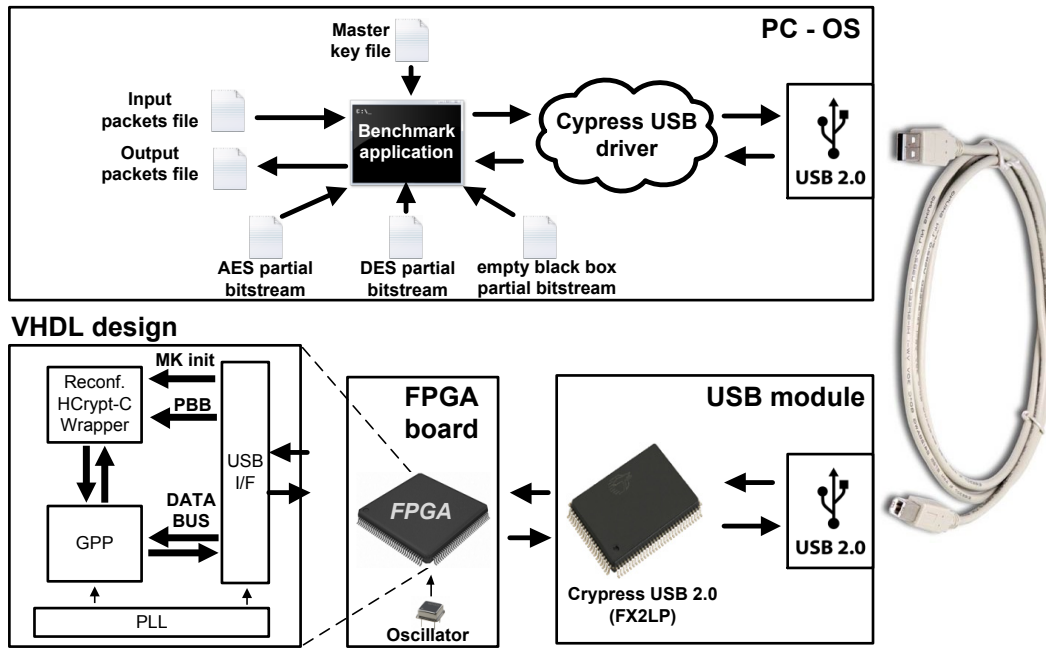 PC - OS
Master
key file
Input
packets file
Output
packets file
C:\_
Benchmark
application
Cypress USB
driver
USB 2.0
AES partial
bitstream
DES partial
bitstream
empty black box
partial bitstream
VHDL design
MK init
Reconf.
HCrypt-C
Wrapper
PBB
USB
I/F
DATA
BUS
GPP
PLL
FPGA
board
FPGA
Oscillator
USB module
Crypress USB 2.0
(FX2LP)
USB 2.0